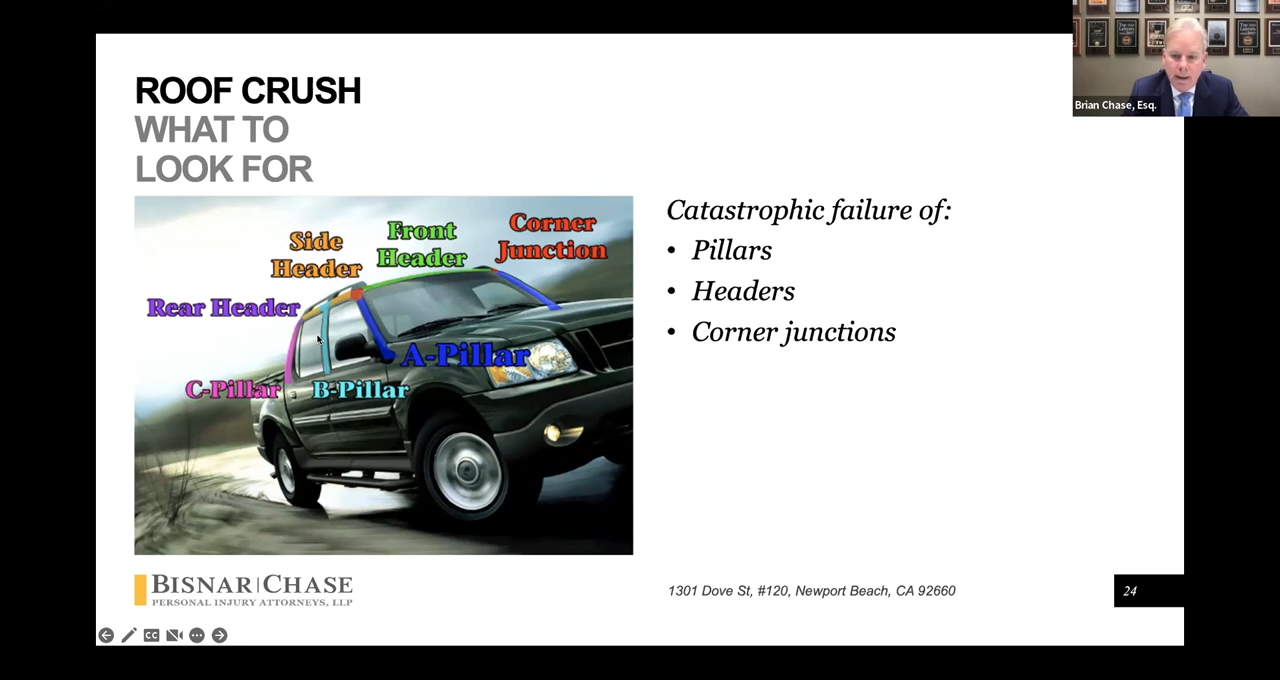 Brian Chase, Esq.
ROOF CRUSH
WHAT TO
LOOK FOR
Side
Header
Front
Header
Corner
Junction
Rear Header
A-Pillar
C-Pillar
B-Pillar
Catastrophic failure of:
• Pillars
• Headers
• Corner junctions
BISNAR|CHASE
PERSONAL INJURY ATTORNEYS, LLP
1301 Dove St, #120, Newport Beach, CA 92660
24
CC